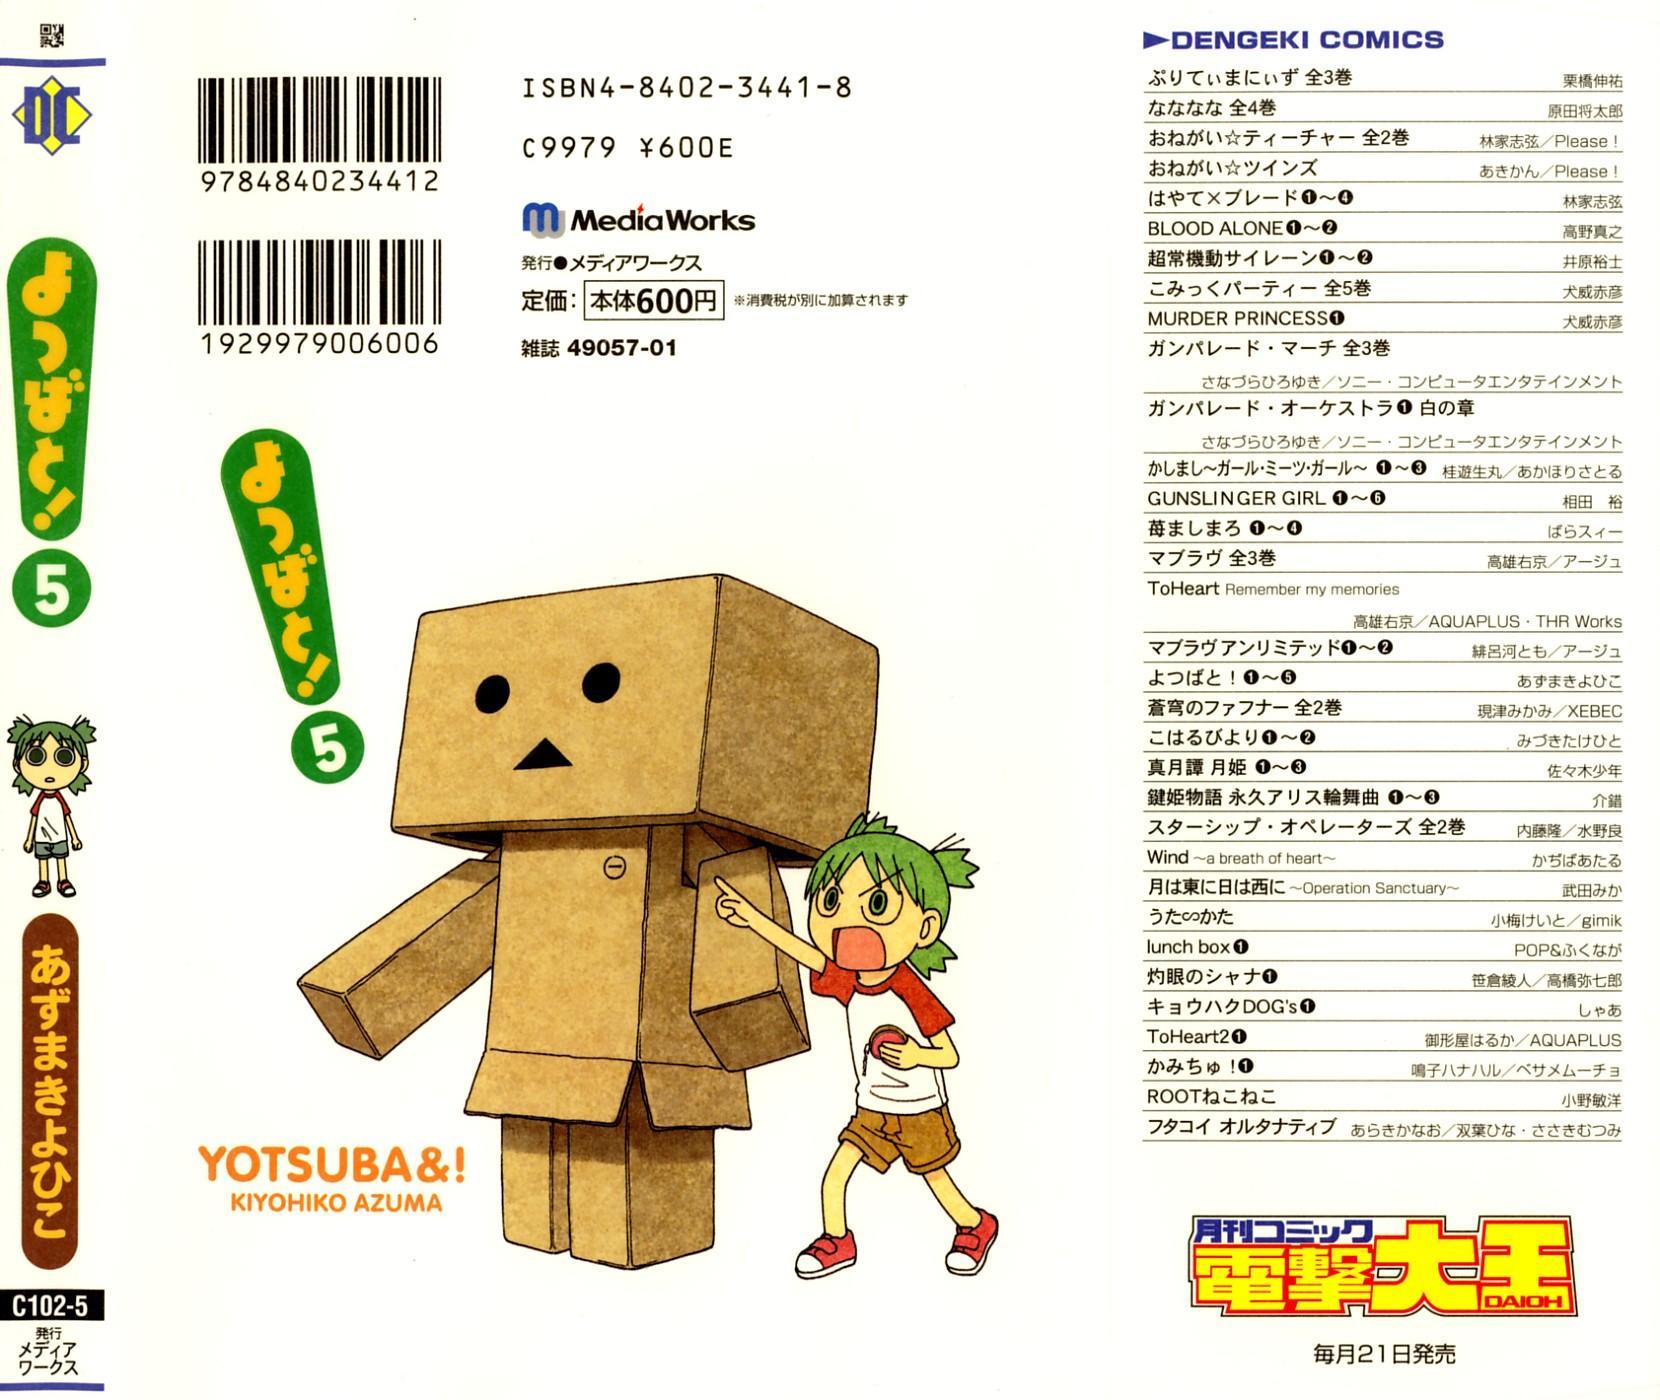 DC
よつばと!
5
あずまきよひこ
C102-5
発行
メディア
ワークス
9784840234412
1929979006006
ISBN4-8402-3441-8
C9979 ¥600E
MediaWorks
発行●メディアワークス
定価：本体600円 ※消費税が別に加算されます
雑誌 49057-01
よつばと!
5
YOTSUBA&!
KIYOHIKO AZUMA
▶DENGEKI COMICS
ぷりてぃまにぃず 全3巻 栗橋伸祐
なななな 全4巻 原田将太郎
おねがい☆ティーチャー 全2巻 林家志弦／Please！
おねがい☆ツインズ あきかん／Please！
はやて×ブレード❶～❹ 林家志弦
BLOOD ALONE❶～❷ 高野真之
超常機動サイレーン❶～❷ 井原裕士
こみっくパーティー 全5巻 犬威赤彦
MURDER PRINCESS❶ 犬威赤彦
ガンパレード・マーチ 全3巻
さなづらひろゆき／ソニー・コンピュータエンタテインメント
ガンパレード・オーケストラ❶ 白の章
さなづらひろゆき／ソニー・コンピュータエンタテインメント
かしまし～ガール・ミーツ・ガール～ ❶～❸ 桂遊生丸／あかほりさとる
GUNSLINGER GIRL ❶～❻ 相田 裕
苺ましまろ ❶～❹ ばらスィー
マブラヴ 全3巻 高雄右京／アージュ
ToHeart Remember my memories
高雄右京／AQUAPLUS・THR Works
マブラヴアンリミテッド❶～❷ 緋呂河とも／アージュ
よつばと！❶～❺ あずまきよひこ
蒼穹のファフナー 全2巻 現津みかみ／XEBEC
こはるびより❶～❷ みづきたけひと
真月譚 月姫 ❶～❸ 佐々木少年
鍵姫物語 永久アリス輪舞曲 ❶～❸ 介錯
スターシップ・オペレーターズ 全2巻 内藤隆／水野良
Wind ～a breath of heart～ かぢばあたる
月は東に日は西に ～Operation Sanctuary～ 武田みか
うた∽かた 小梅けいと／gimik
lunch box❶ POP&ふくなが
灼眼のシャナ❶ 笹倉綾人／高橋弥七郎
キョウハクDOG's❶ しゃあ
ToHeart2❶ 御形屋はるか／AQUAPLUS
かみちゅ！❶ 鳴子ハナハル／ベサメムーチョ
ROOTねこねこ 小野敏洋
フタコイ オルタナティブ あらきかなお／双葉ひな・ささきむつみ
月刊コミック
電撃大王
DAIOH
毎月21日発売